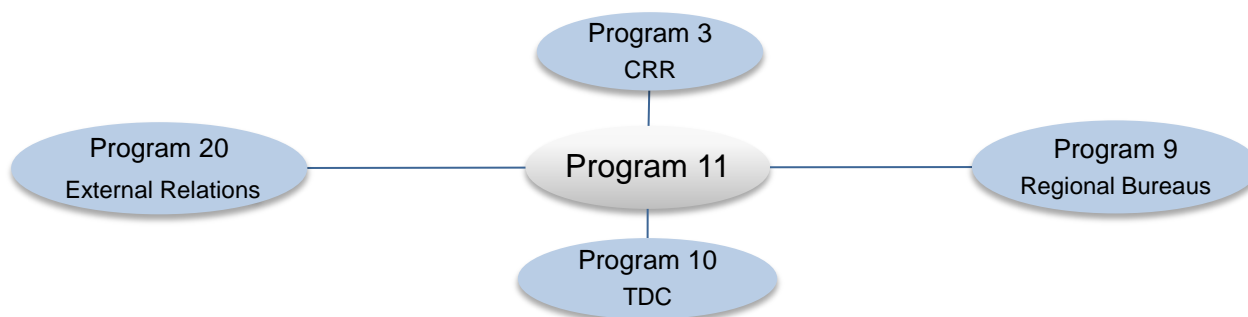 Program 3
CRR
Program 20
External Relations
Program 11
Program 9
Regional Bureaus
Program 10
TDC